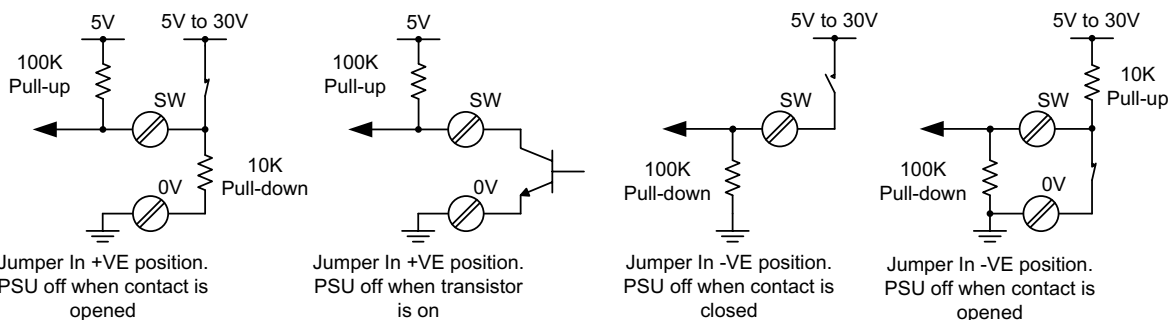 5V
5V to 30V
100K
Pull-up
SW
10K
Pull-down
0V
Jumper In +VE position.
PSU off when contact is
opened
5V
100K
Pull-up
SW
0V
Jumper In +VE position.
PSU off when transistor
is on
5V to 30V
SW
100K
Pull-down
Jumper In -VE position.
PSU off when contact is
closed
5V to 30V
10K
Pull-up
SW
100K
Pull-down
0V
Jumper In -VE position.
PSU off when contact is
opened